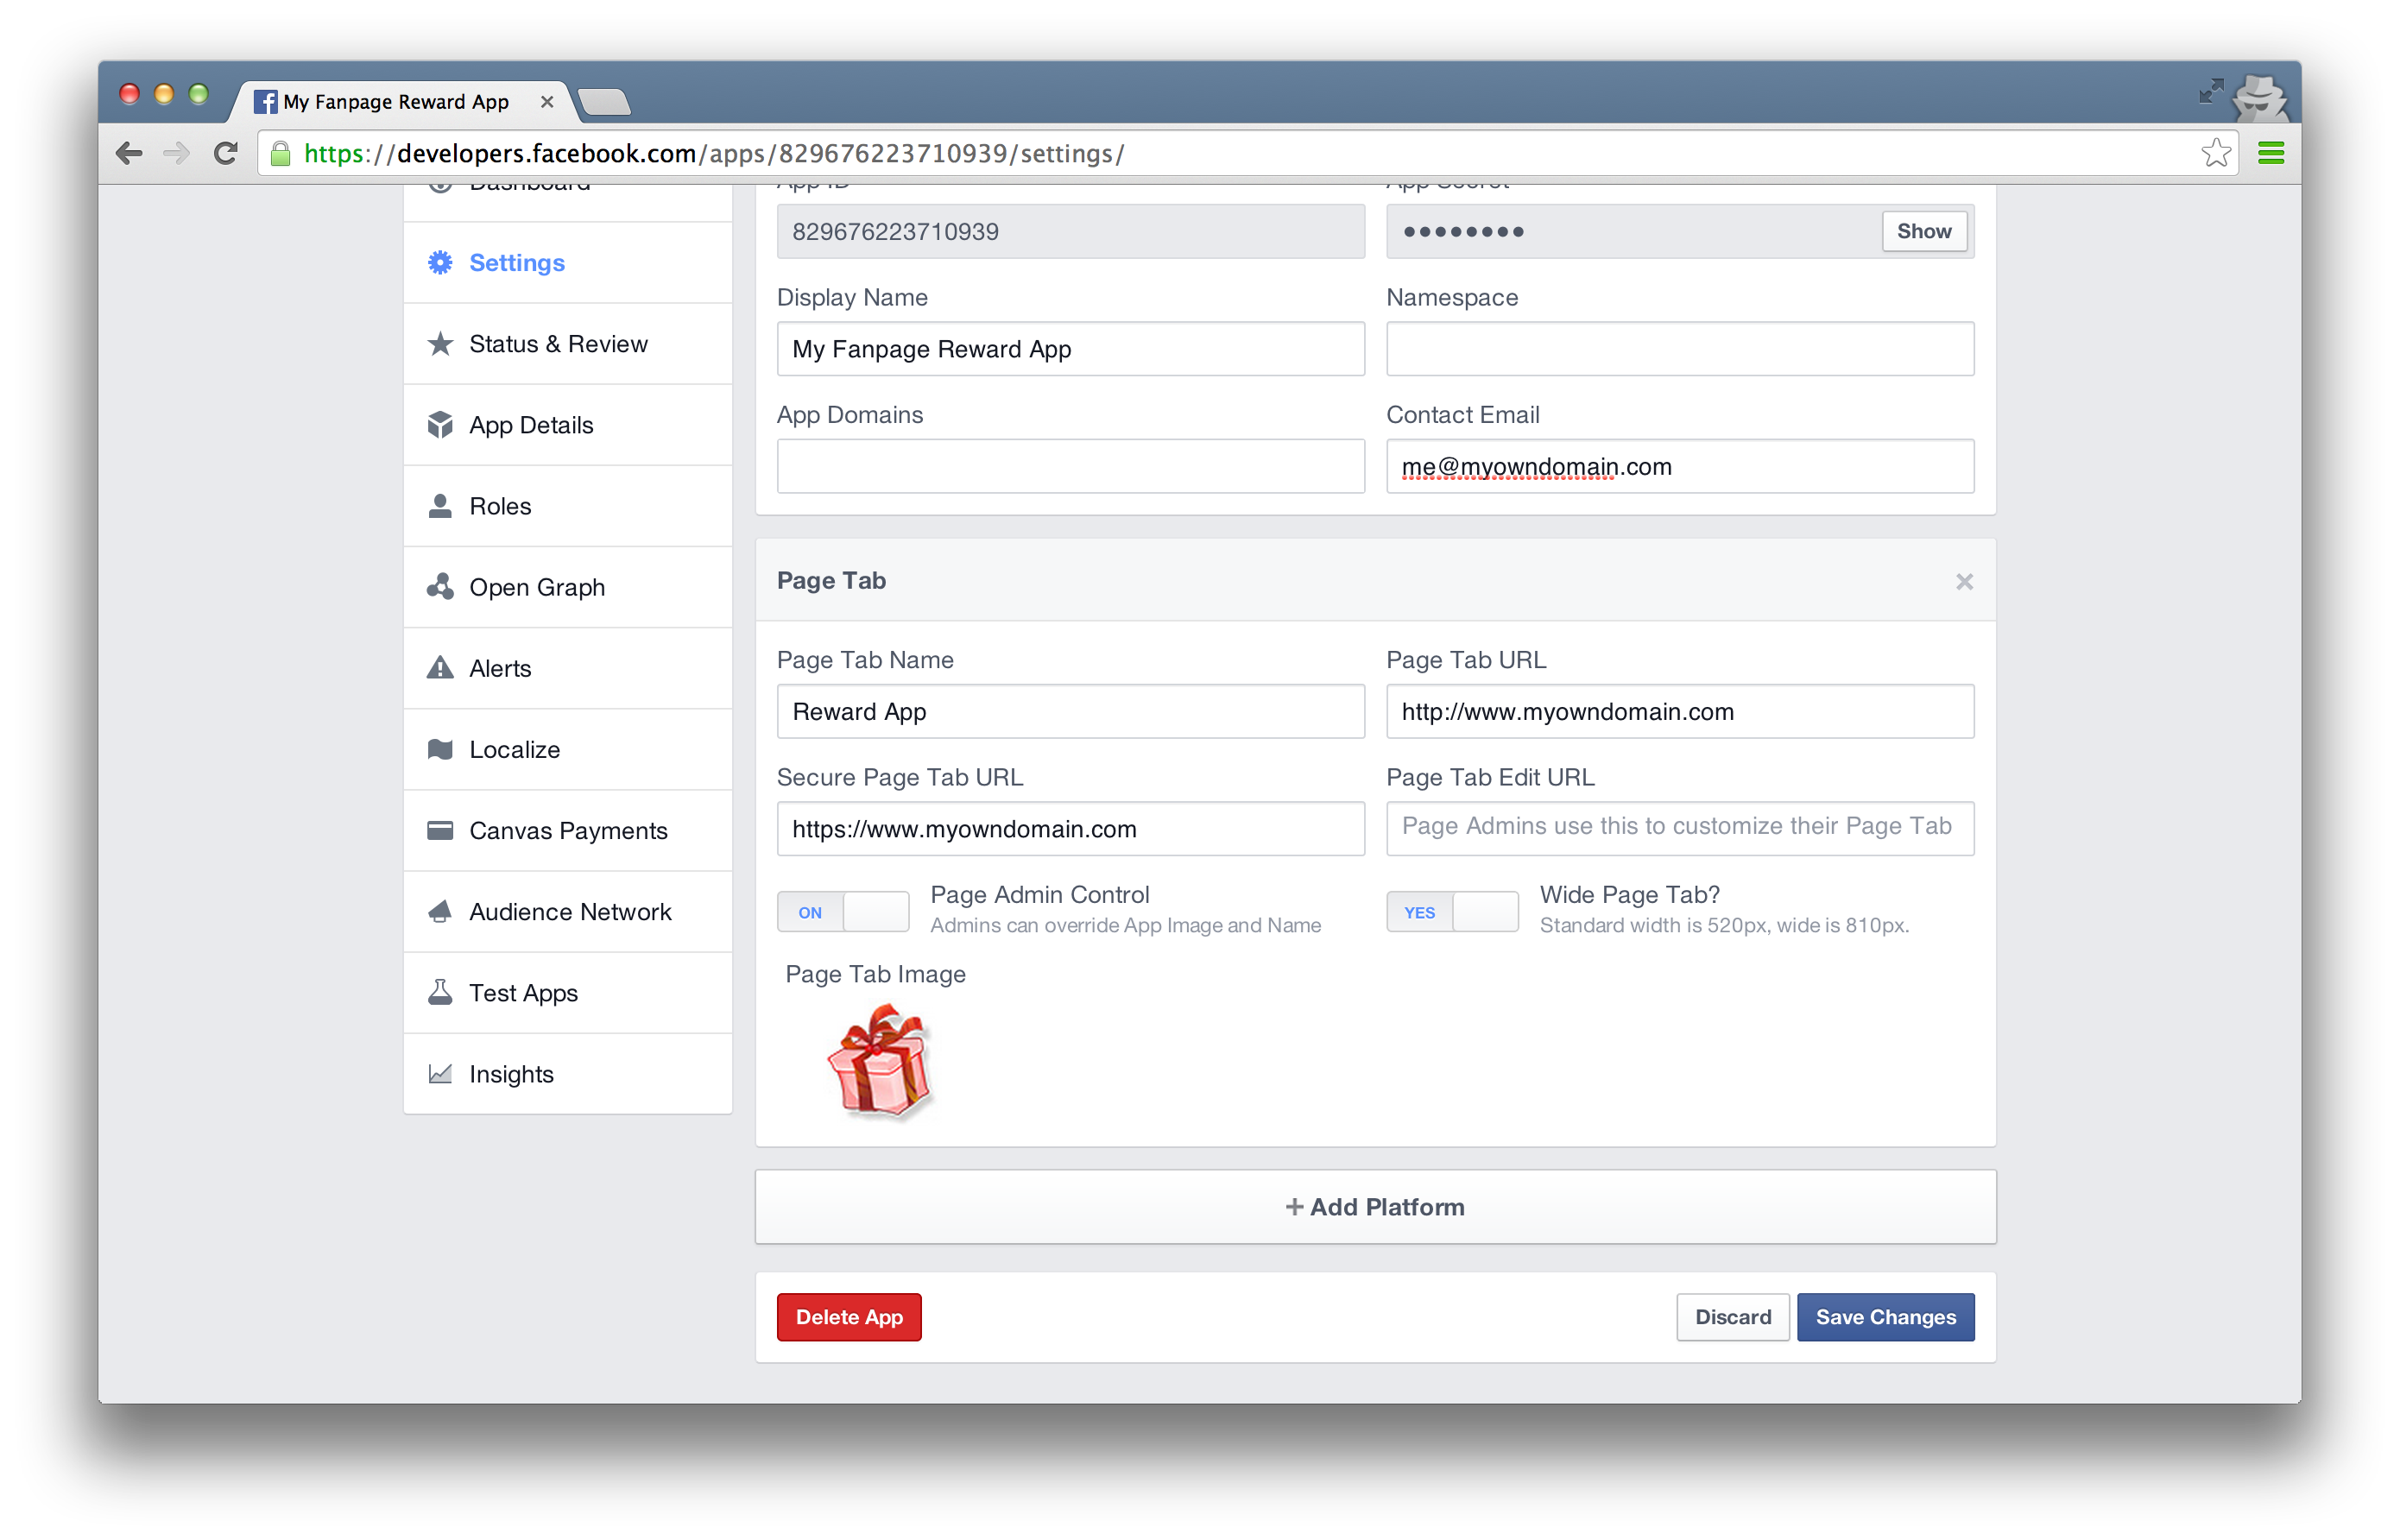 My Fanpage Reward App
https://developers.facebook.com/apps/829676223710939/settings/
Dashboard
Settings
Status & Review
App Details
Roles
Open Graph
Alerts
Localize
Canvas Payments
Audience Network
Test Apps
Insights
App ID
App Secret
829676223710939
••••••••
Show
Display Name
Namespace
My Fanpage Reward App
App Domains
Contact Email
me@myowndomain.com
Page Tab
Page Tab Name
Page Tab URL
Reward App
http://www.myowndomain.com
Secure Page Tab URL
Page Tab Edit URL
https://www.myowndomain.com
Page Admins use this to customize their Page Tab
ON
Page Admin Control
Admins can override App Image and Name
YES
Wide Page Tab?
Standard width is 520px, wide is 810px.
Page Tab Image
+ Add Platform
Delete App
Discard
Save Changes